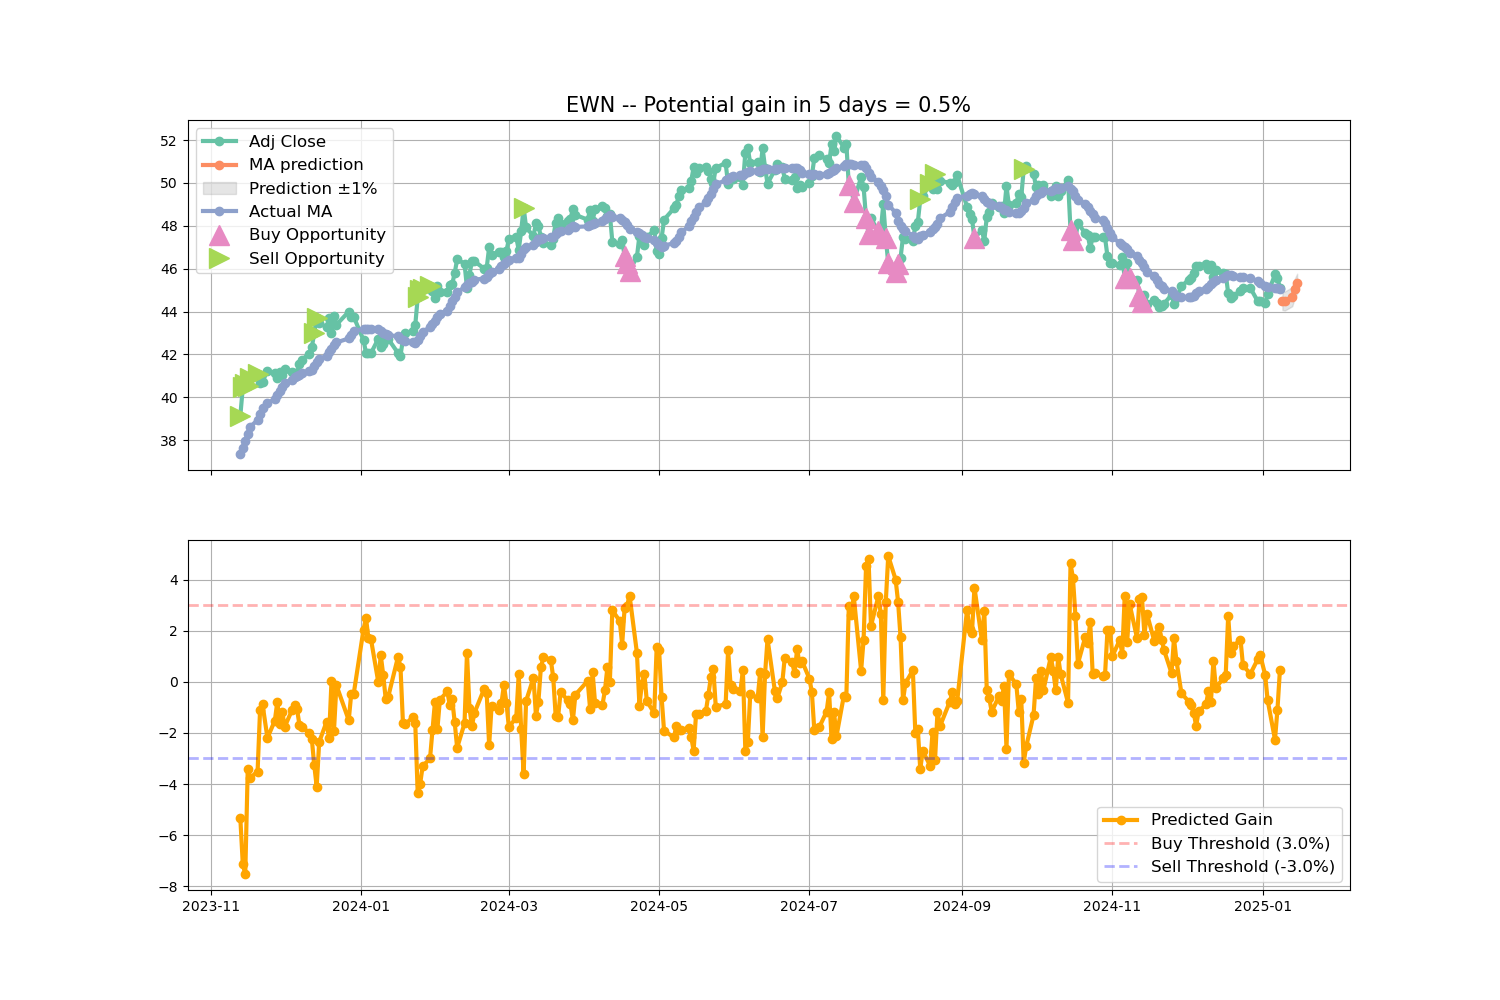 EWN -- Potential gain in 5 days = 0.5%
52
50
48
46
44
42
40
38
Adj Close
MA prediction
Prediction ±1%
Actual MA
Buy Opportunity
Sell Opportunity
4
2
0
−2
−4
−6
−8
Predicted Gain
Buy Threshold (3.0%)
Sell Threshold (-3.0%)
2023-11 2024-01 2024-03 2024-05 2024-07 2024-09 2024-11 2025-01